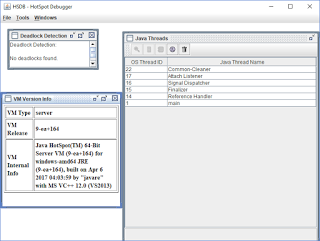 HSDB - HotSpot Debugger
File Tools Windows
Deadlock Detection
Deadlock Detection:
No deadlocks found.
Java Threads
OS Thread ID Java Thread Name
22 Common-Cleaner
17 Attach Listener
16 Signal Dispatcher
15 Finalizer
14 Reference Handler
1 main
VM Version Info
VM Type server
VM Release 9-ea+164
VM Internal Info
Java HotSpot(TM) 64-Bit
Server VM (9-ea+164) for
windows-amd64 JRE
(9-ea+164), built on Apr 6
2017 04:03:59 by "javare"
with MS VC++ 12.0 (VS2013)